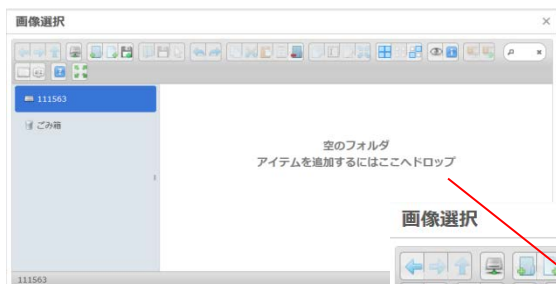 画像選択
111563
ごみ箱
空のフォルダ
アイテムを追加するにはここへドロップ
画像選択
111563